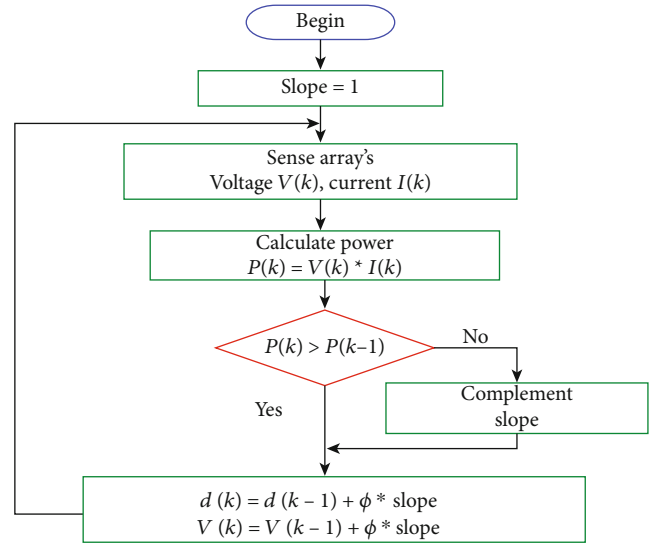 Begin
Slope = 1
Sense array's
Voltage V(k), current I(k)
Calculate power
P(k) = V(k) * I(k)
P(k) > P(k–1)
No
Yes
Complement
slope
d (k) = d (k – 1) + ϕ * slope
V (k) = V (k – 1) + ϕ * slope